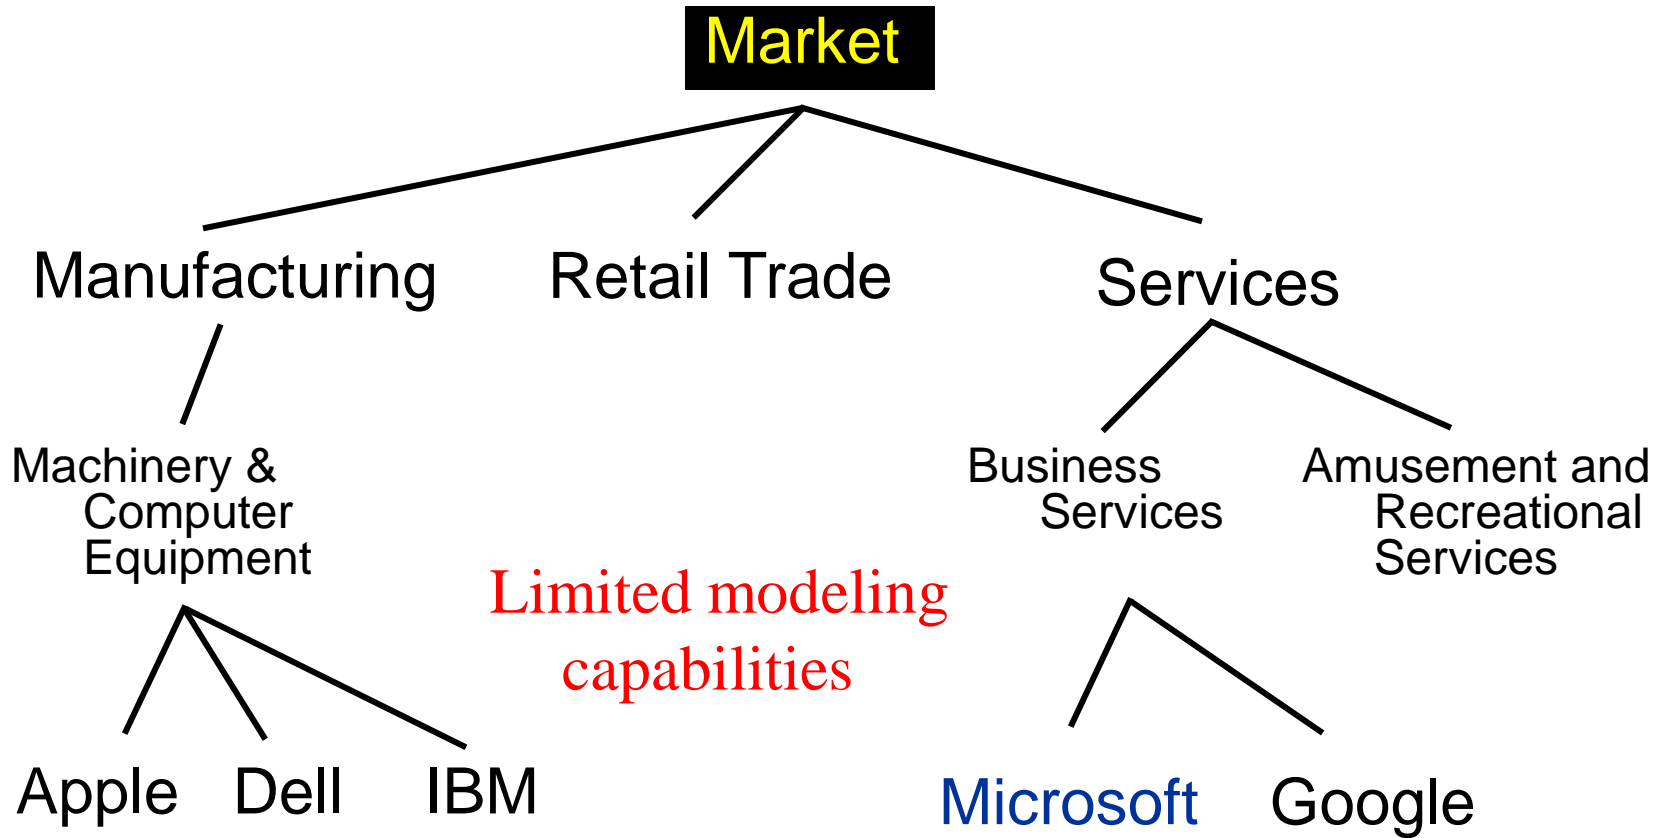 Market
Manufacturing
Retail Trade
Services
Machinery &
Computer
Equipment
Business
Services
Amusement and
Recreational
Services
Limited modeling
capabilities
Apple
Dell
IBM
Microsoft
Google